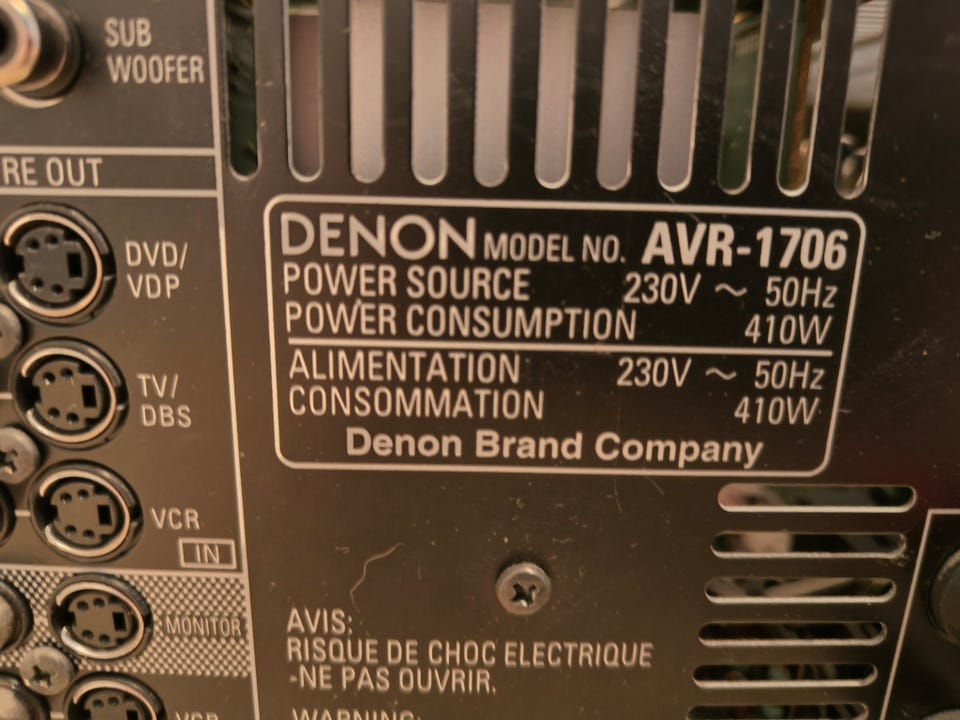 SUB
WOOFER
RE OUT
DVD/
VDP
TV/
DBS
VCR
IN
MONITOR
VCR
DENON MODEL NO. AVR-1706
POWER SOURCE 230V ~ 50Hz
POWER CONSUMPTION 410W
ALIMENTATION 230V ~ 50Hz
CONSOMMATION 410W
Denon Brand Company
AVIS:
RISQUE DE CHOC ELECTRIQUE
-NE PAS OUVRIR.
WARNING: